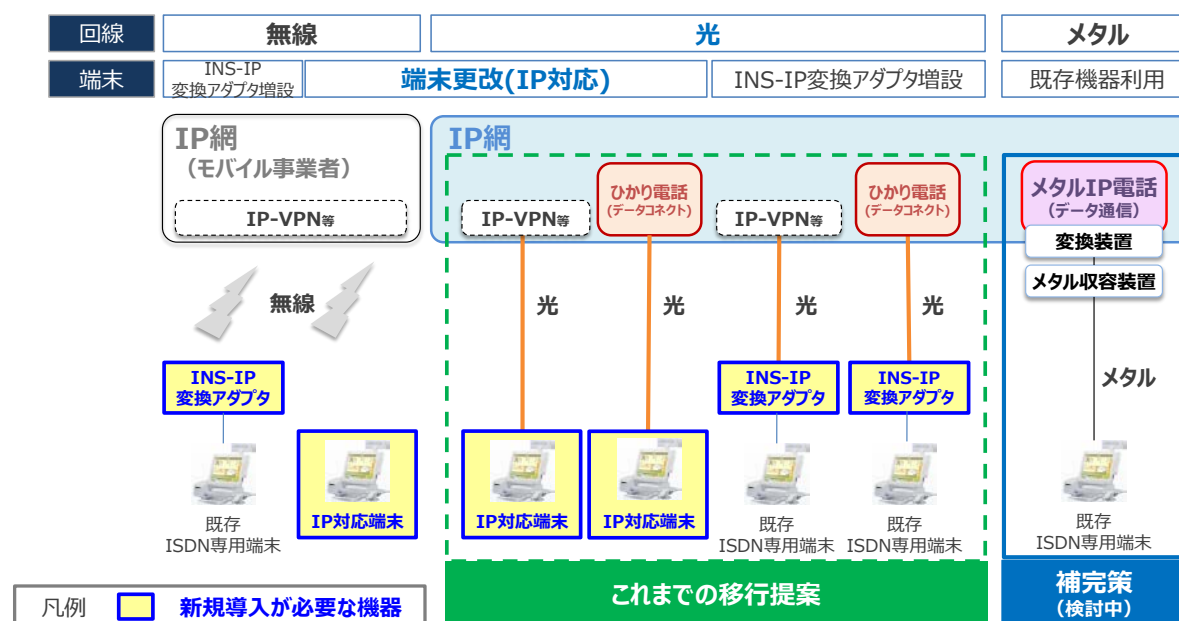 回線
無線
光
メタル
端末
INS-IP
変換アダプタ増設
端末更改(IP対応)
INS-IP変換アダプタ増設
既存機器利用
IP網
(モバイル事業者)
IP-VPN等
IP網
IP-VPN等
ひかり電話
(データコネクト)
IP-VPN等
ひかり電話
(データコネクト)
メタルIP電話
(データ通信)
変換装置
メタル収容装置
無線
光
光
光
光
メタル
INS-IP
変換アダプタ
INS-IP
変換アダプタ
INS-IP
変換アダプタ
既存
ISDN専用端末
IP対応端末
IP対応端末
IP対応端末
既存
ISDN専用端末
既存
ISDN専用端末
既存
ISDN専用端末
これまでの移行提案
補完策
(検討中)
凡例
新規導入が必要な機器